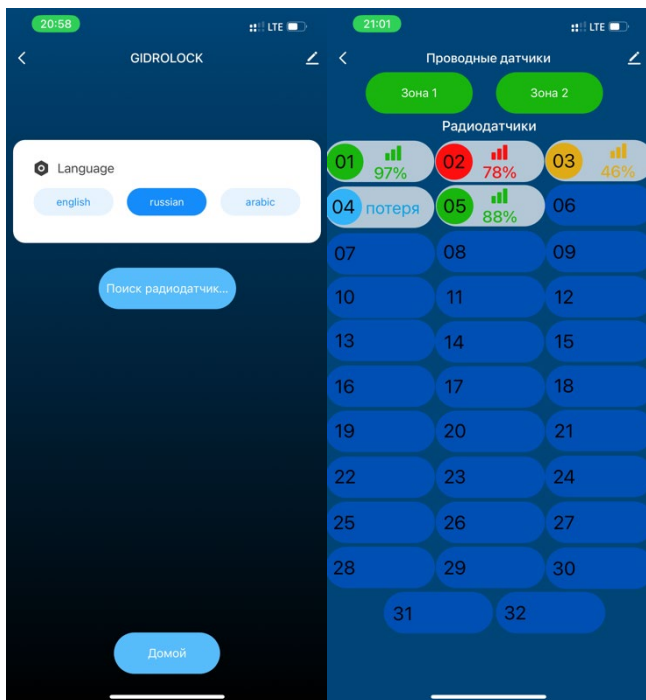 20:58
LTE
GIDROLOCK
Language
english russian arabic
Поиск радиодатчик...
Домой
21:01
LTE
Проводные датчики
Зона 1 Зона 2
Радиодатчики
01 97% 02 78% 03 46%
04 потеря 05 88% 06
07 08 09
10 11 12
13 14 15
16 17 18
19 20 21
22 23 24
25 26 27
28 29 30
31 32